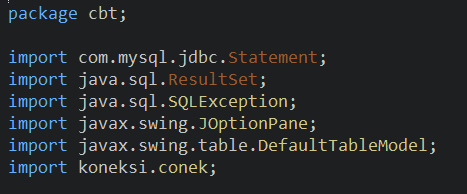 package cbt;
import com.mysql.jdbc.Statement;
import java.sql.ResultSet;
import java.sql.SQLException;
import javax.swing.JOptionPane;
import javax.swing.table.DefaultTableModel;
import koneksi.conek;